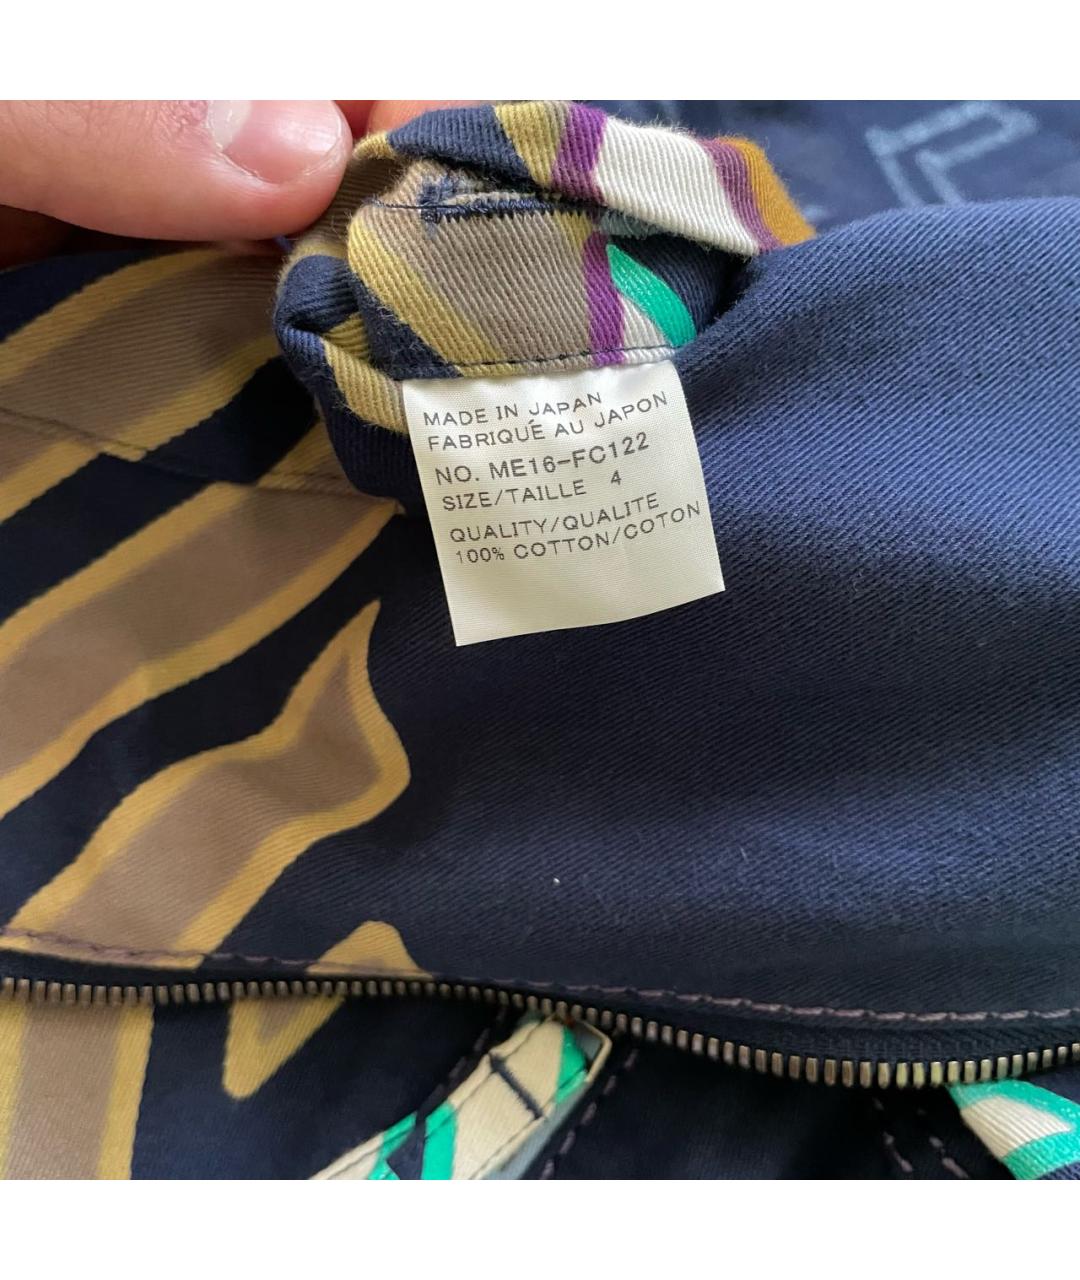 MADE IN JAPAN
FABRIQUÉ AU JAPON
NO. ME16-FC122
SIZE/TAILLE 4
QUALITY/QUALITE
100% COTTON/COTON